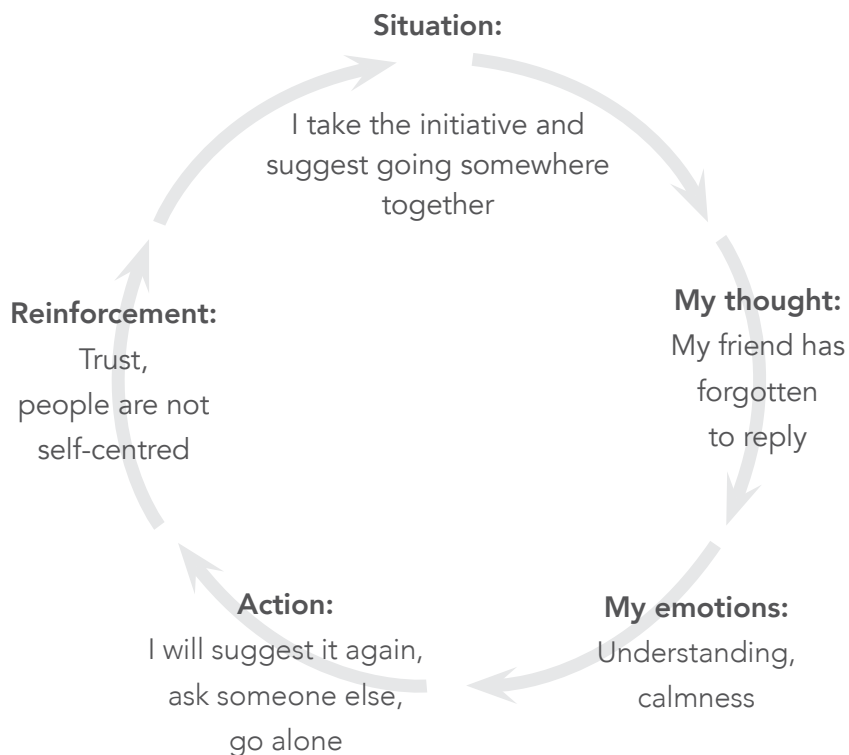 Situation:
I take the initiative and
suggest going somewhere
together
My thought:
My friend has
forgotten
to reply
My emotions:
Understanding,
calmness
Action:
I will suggest it again,
ask someone else,
go alone
Reinforcement:
Trust,
people are not
self-centred